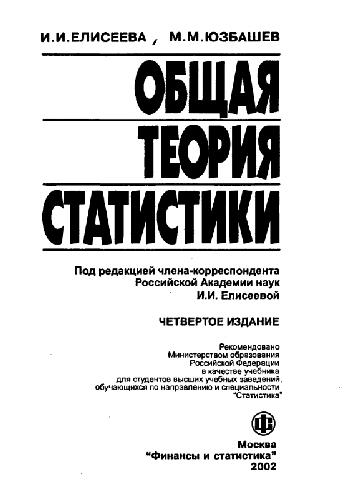 И.И.ЕЛИСЕЕВА, М.М.ЮЗБАШЕВ
ОБЩАЯ
ТЕОРИЯ
СТАТИСТИКИ
Под редакцией члена-корреспондента
Российской Академии наук
И.И. Елисеевой
ЧЕТВЕРТОЕ ИЗДАНИЕ
Рекомендовано
Министерством образования
Российской Федерации
в качестве учебника
для студентов высших учебных заведений,
обучающихся по направлению и специальности
"Статистика"
Москва
"Финансы и статистика"
2002